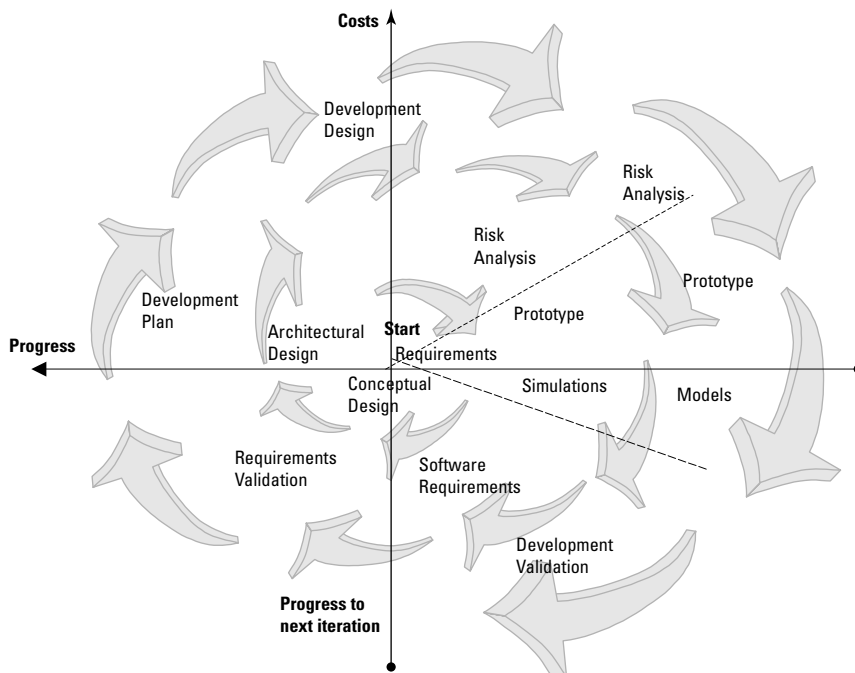 Costs
Development
Design
Risk
Analysis
Risk
Analysis
Prototype
Development
Plan
Prototype
Architectural
Design
Start
Requirements
Progress
Conceptual
Design
Simulations
Models
Requirements
Validation
Software
Requirements
Development
Validation
Progress to
next iteration